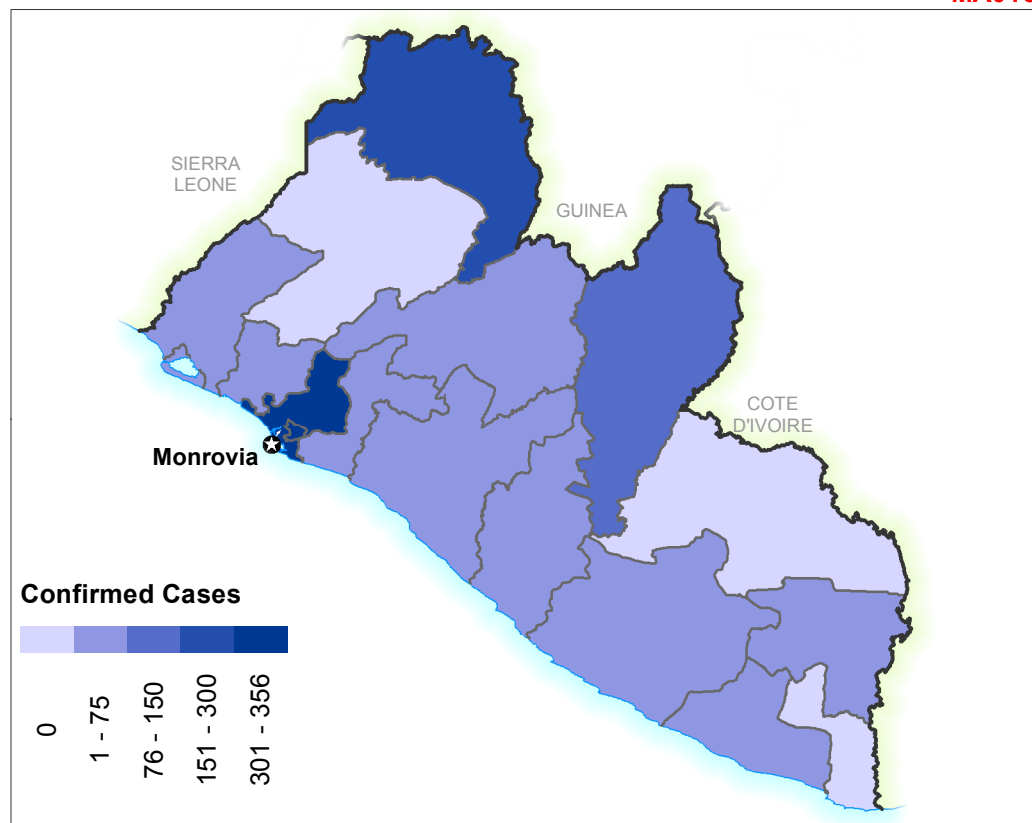 SIERRA
LEONE
GUINEA
COTE
D'IVOIRE
Monrovia
Confirmed Cases
0
1 - 75
76 - 150
151 - 300
301 - 356